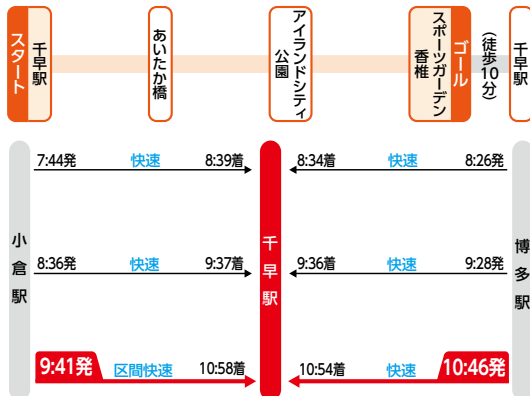 スタート
千早駅
あいたか橋
アイランドシティ
公園
スポーツガーデン
香椎
ゴール
(徒歩10分)
千早駅
小倉駅
千早駅
博多駅
7:44発 快速 8:39着
8:34着 快速 8:26発
8:36発 快速 9:37着
9:36着 快速 9:28発
9:41発 区間快速 10:58着
10:54着 快速 10:46発